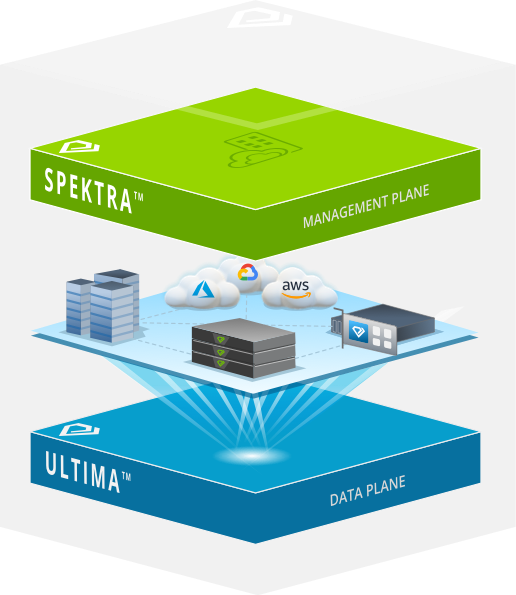 SPEKTRA™
MANAGEMENT PLANE
aws
ULTIMA™
DATA PLANE